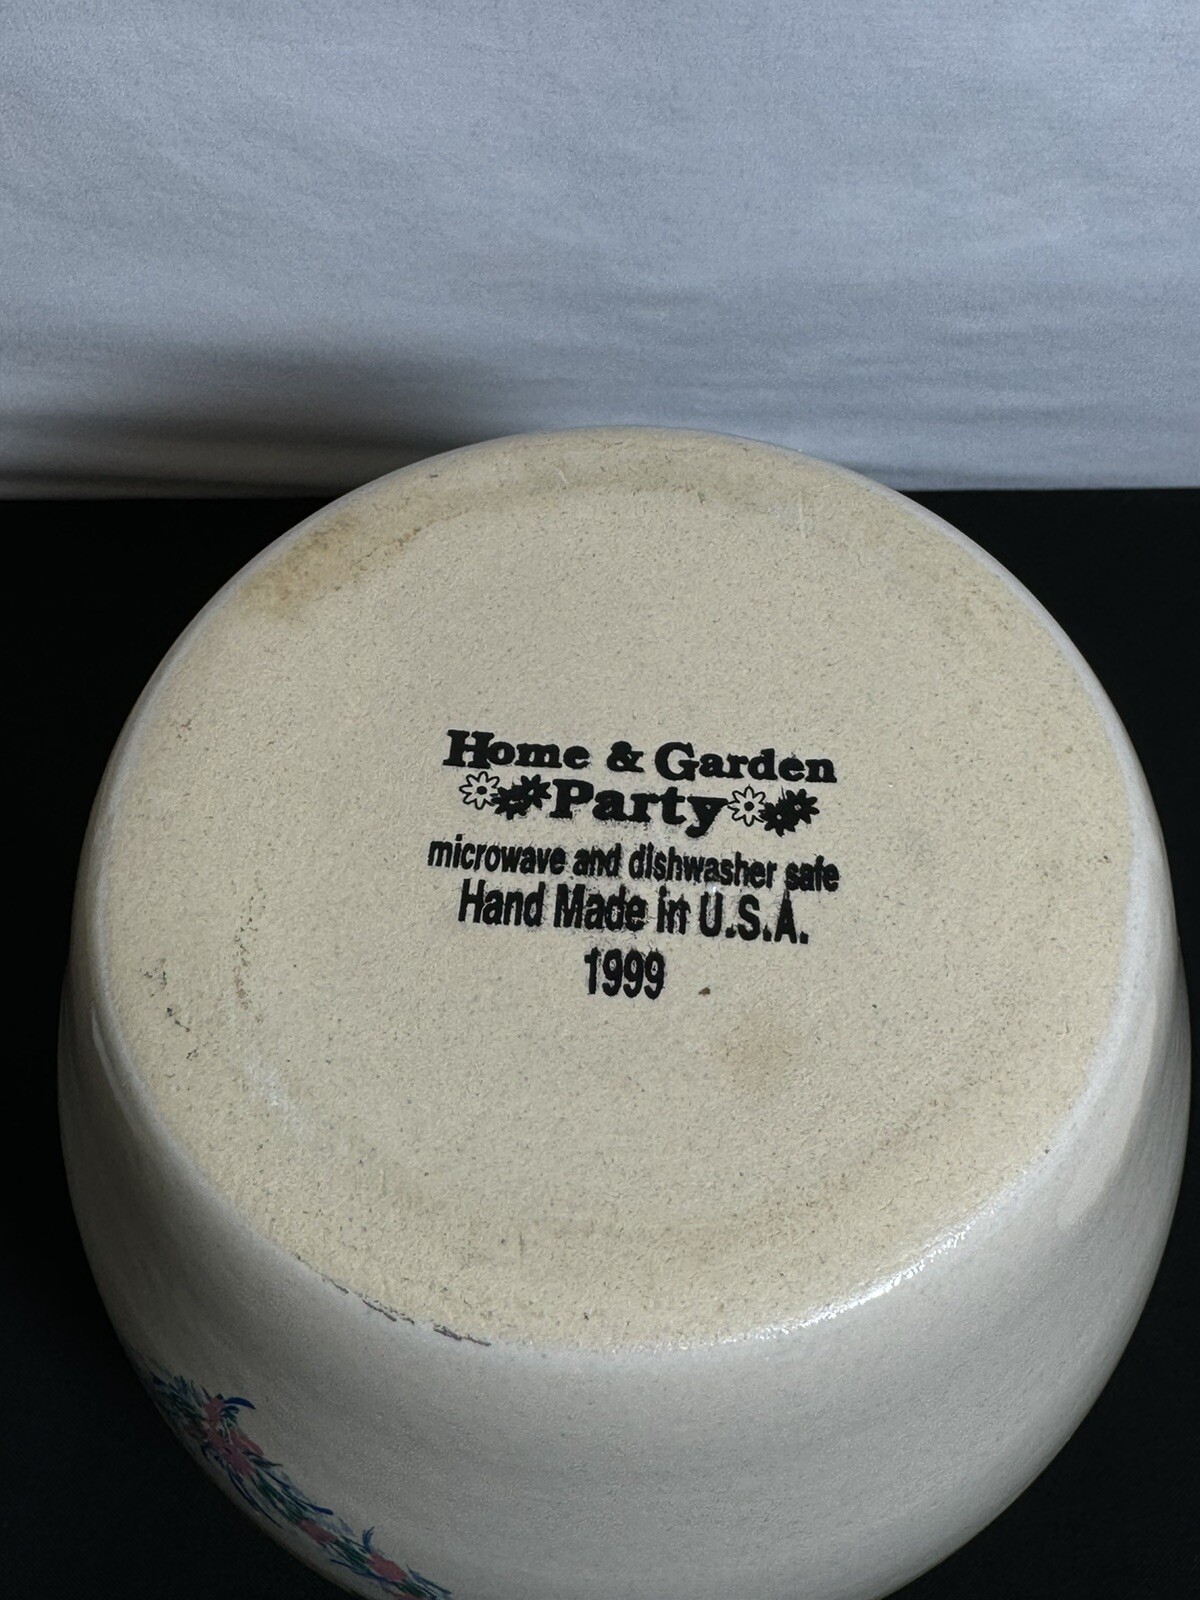 Home & Garden
Party
microwave and dishwasher safe
Hand Made in U.S.A.
1999